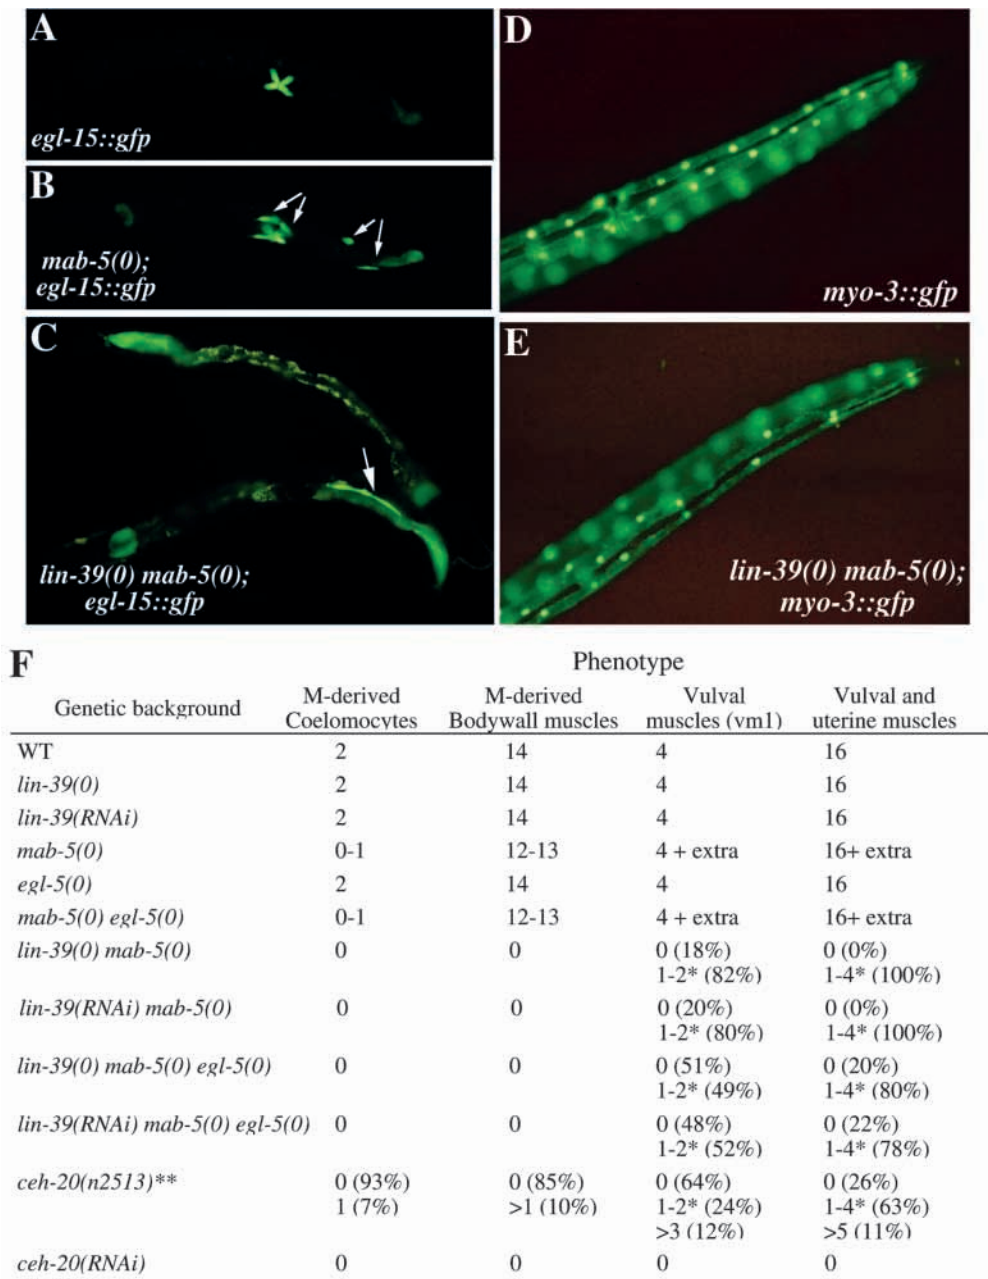 A
egl-15::gfp
B
mab-5(0);
egl-15::gfp
C
lin-39(0) mab-5(0);
egl-15::gfp
D
myo-3::gfp
E
lin-39(0) mab-5(0);
myo-3::gfp
F
Phenotype
Genetic background M-derived Coelomocytes M-derived Bodywall muscles Vulval muscles (vm1) Vulval and uterine muscles
WT 2 14 4 16
lin-39(0) 2 14 4 16
lin-39(RNAi) 2 14 4 16
mab-5(0) 0-1 12-13 4 + extra 16+ extra
egl-5(0) 2 14 4 16
mab-5(0) egl-5(0) 0-1 12-13 4 + extra 16+ extra
lin-39(0) mab-5(0) 0 0 0 (18%) 0 (0%)
1-2* (82%) 1-4* (100%)
lin-39(RNAi) mab-5(0) 0 0 0 (20%) 0 (0%)
1-2* (80%) 1-4* (100%)
lin-39(0) mab-5(0) egl-5(0) 0 0 0 (51%) 0 (20%)
1-2* (49%) 1-4* (80%)
lin-39(RNAi) mab-5(0) egl-5(0) 0 0 0 (48%) 0 (22%)
1-2* (52%) 1-4* (78%)
ceh-20(n2513)** 0 (93%) 0 (85%) 0 (64%) 0 (26%)
1 (7%) >1 (10%) 1-2* (24%) 1-4* (63%)
>3 (12%) >5 (11%)
ceh-20(RNAi) 0 0 0 0